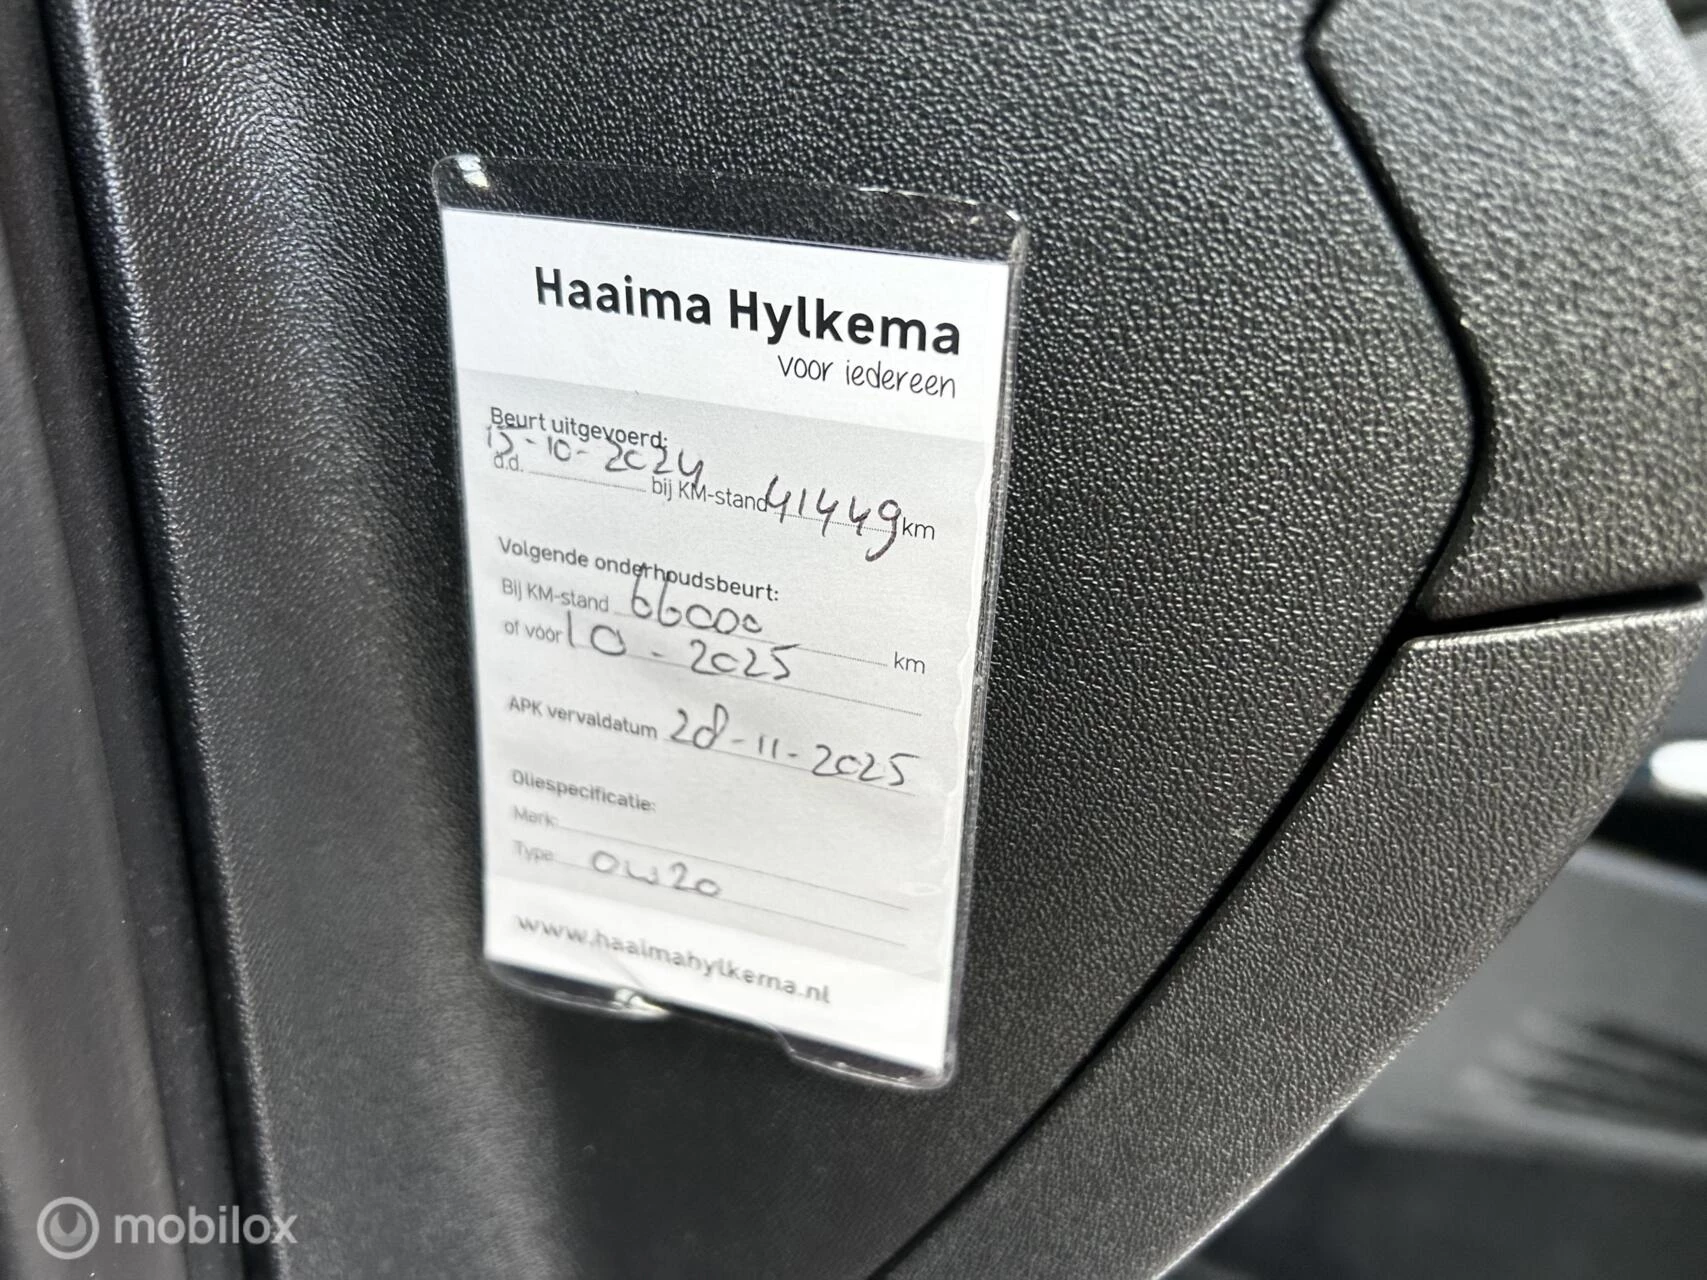 Haaima Hylkema
voor iedereen
Beurt uitgevoerd:
d.d. 15-10-2024 bij KM-stand 41449 km
Volgende onderhoudsbeurt:
Bij KM-stand 66000 km
of vóór 10-2025
APK vervaldatum 28-11-2025
Oliespecificatie:
Merk:
Type 0w20
www.haaimahylkema.nl
mobilox